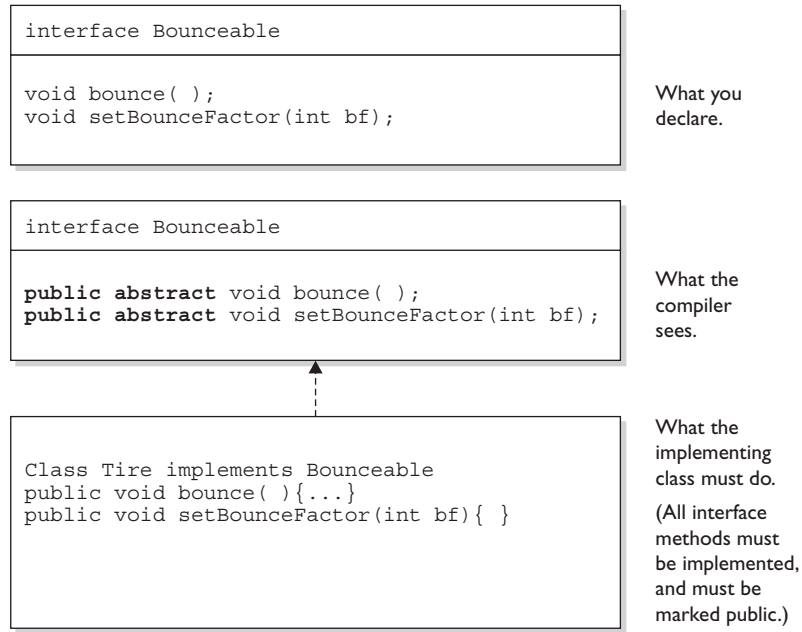 interface Bounceable
void bounce( );
void setBounceFactor(int bf);
What you
declare.
interface Bounceable
public abstract void bounce( );
public abstract void setBounceFactor(int bf);
What the
compiler
sees.
Class Tire implements Bounceable
public void bounce( ){...}
public void setBounceFactor(int bf){ }
What the
implementing
class must do.
(All interface
methods must
be implemented,
and must be
marked public.)